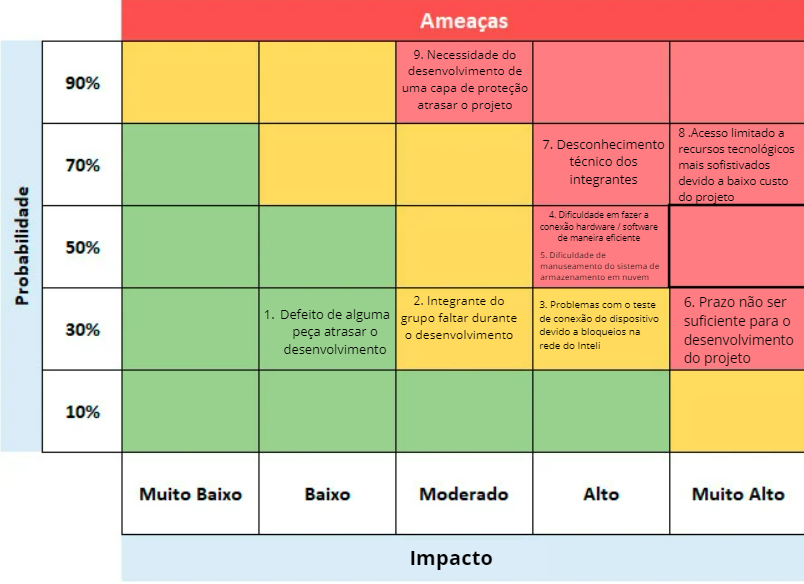 Ameaças
Probabilidade
90%
9. Necessidade do
desenvolvimento de
uma capa de proteção
atrasar o projeto
70%
7. Desconhecimento
técnico dos
integrantes
8 .Acesso limitado a
recursos tecnológicos
mais sofistivados
devido a baixo custo
do projeto
50%
4. Dificuldade em fazer a
conexão hardware / software
de maneira eficiente
5. Dificuldade de
manuseamento do sistema de
armazenamento em nuvem
30%
1. Defeito de alguma
peça atrasar o
desenvolvimento
2. Integrante do
grupo faltar durante
o desenvolvimento
3. Problemas com o teste
de conexão do dispositivo
devido a bloqueios na
rede do Inteli
6. Prazo não ser
suficiente para o
desenvolvimento
do projeto
10%
Muito Baixo
Baixo
Moderado
Alto
Muito Alto
Impacto